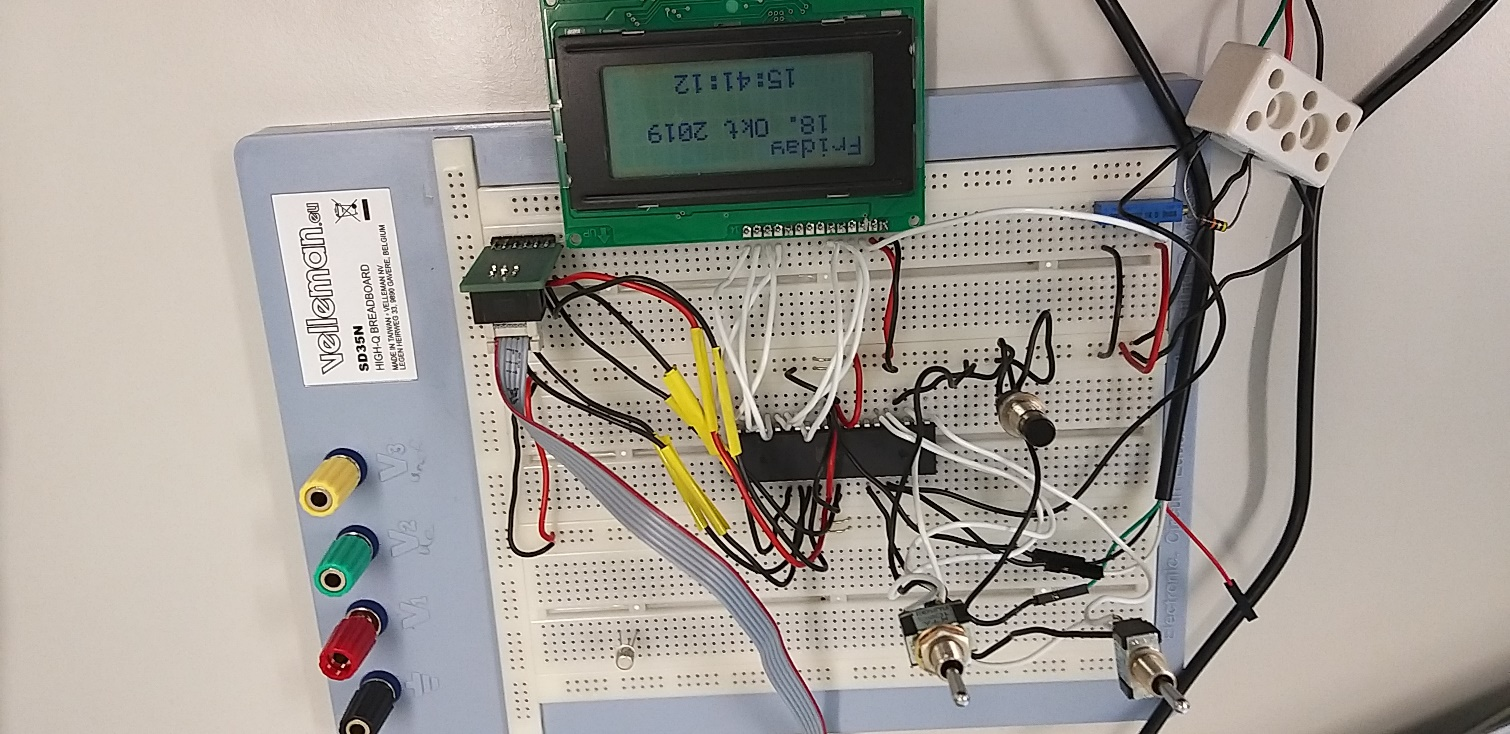 15:41:12
18. Okt 2019
Friday
Velleman.eu
SD35N
HIGH-Q BREADBOARD
MADE IN TAIWAN - VELLEMAN NV
LEGEN HEIRWEG 33, 9890 GAVERE, BELGIUM
V3
V2
V1
UP